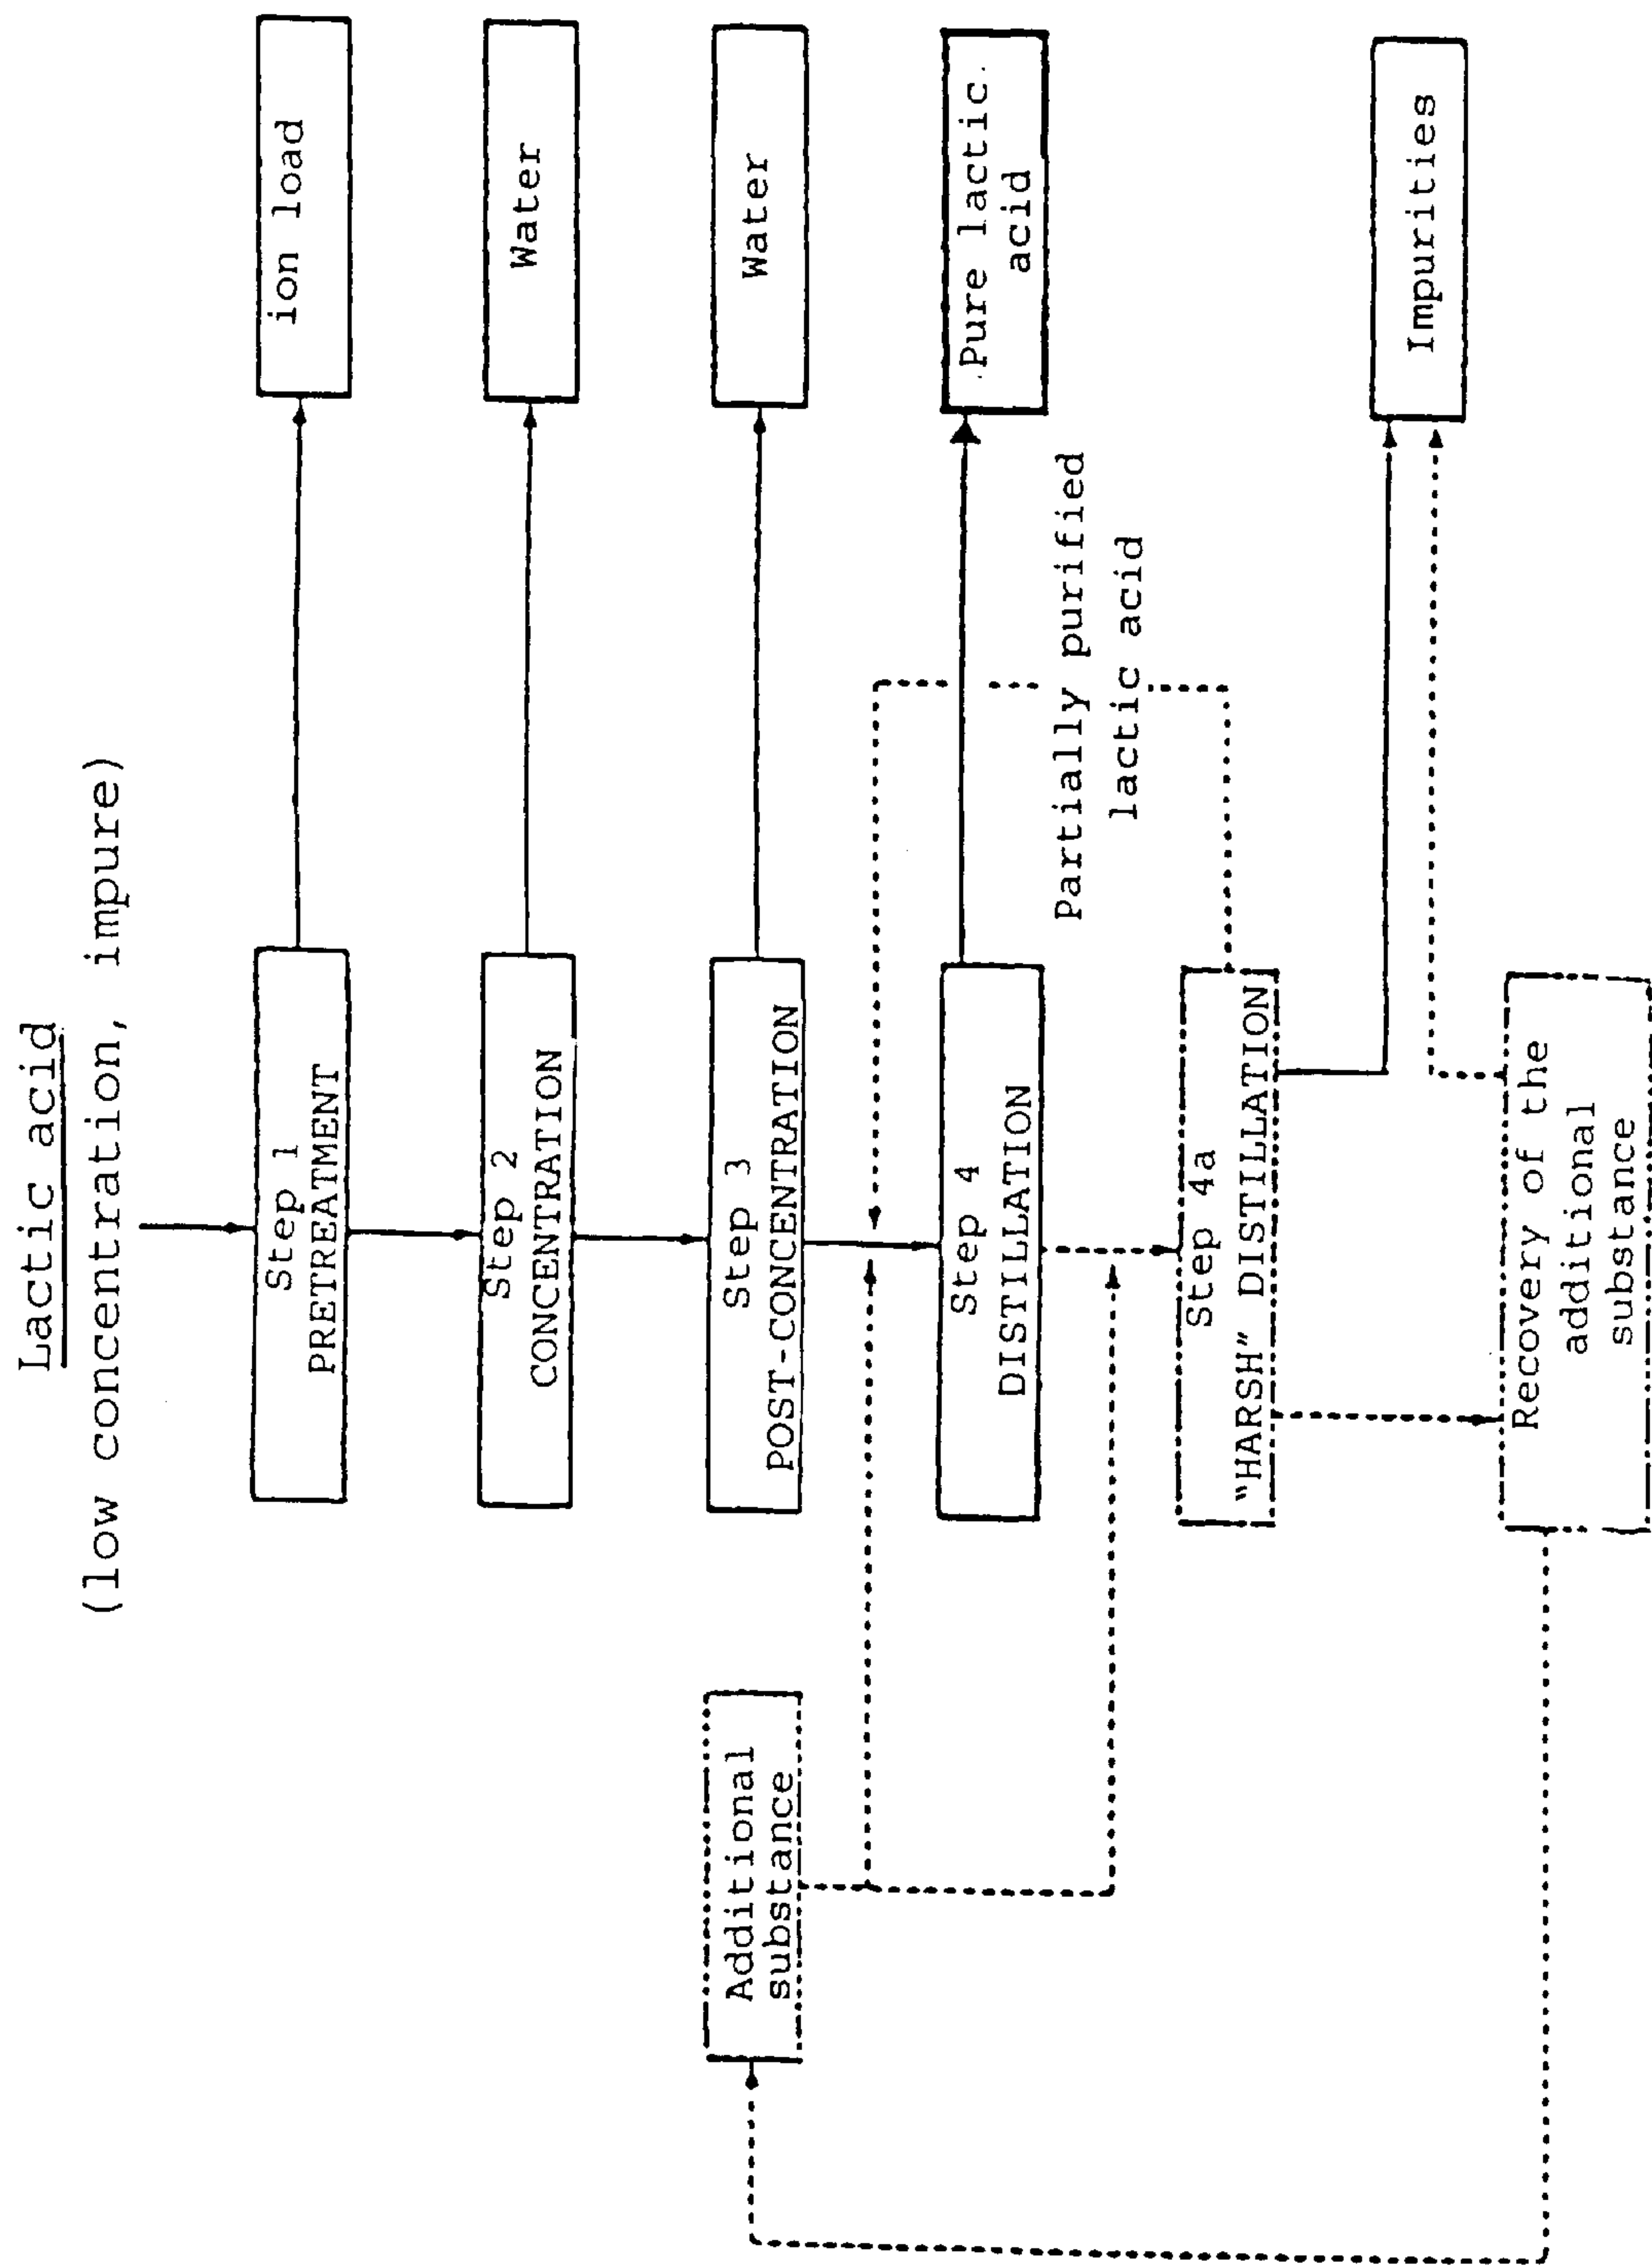 Lactic acid
(low concentration, impure)
Step 1
PRETREATMENT
ion load
Step 2
CONCENTRATION
Water
Additional
substance
Step 3
POST-CONCENTRATION
Water
Step 4
DISTILLATION
Pure lactic
acid
Partially purified
lactic acid
Step 4a
"HARSH" DISTILLATION
Impurities
Recovery of the
additional
substance